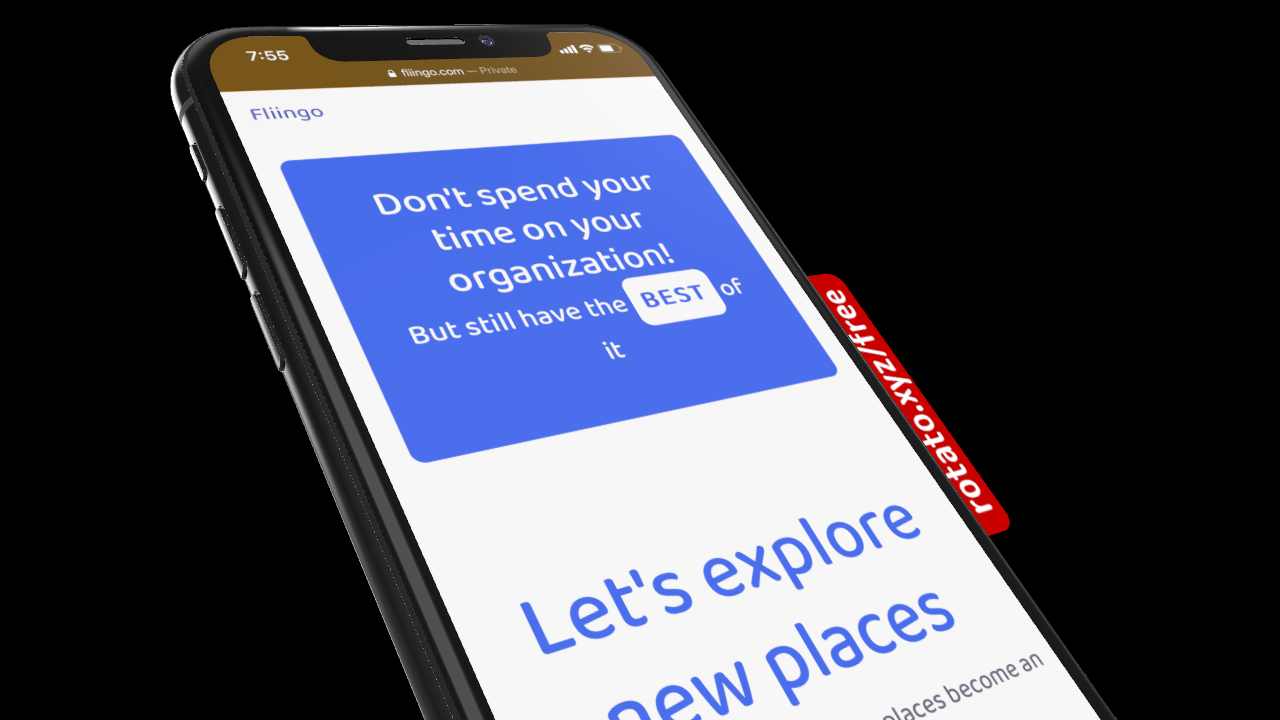 7:55
fliingo.com — Private
Fliingo
Don't spend your
time on your
organization!
But still have the BEST of
it
rotato.xyz/free
Let's explore
new places
places become an